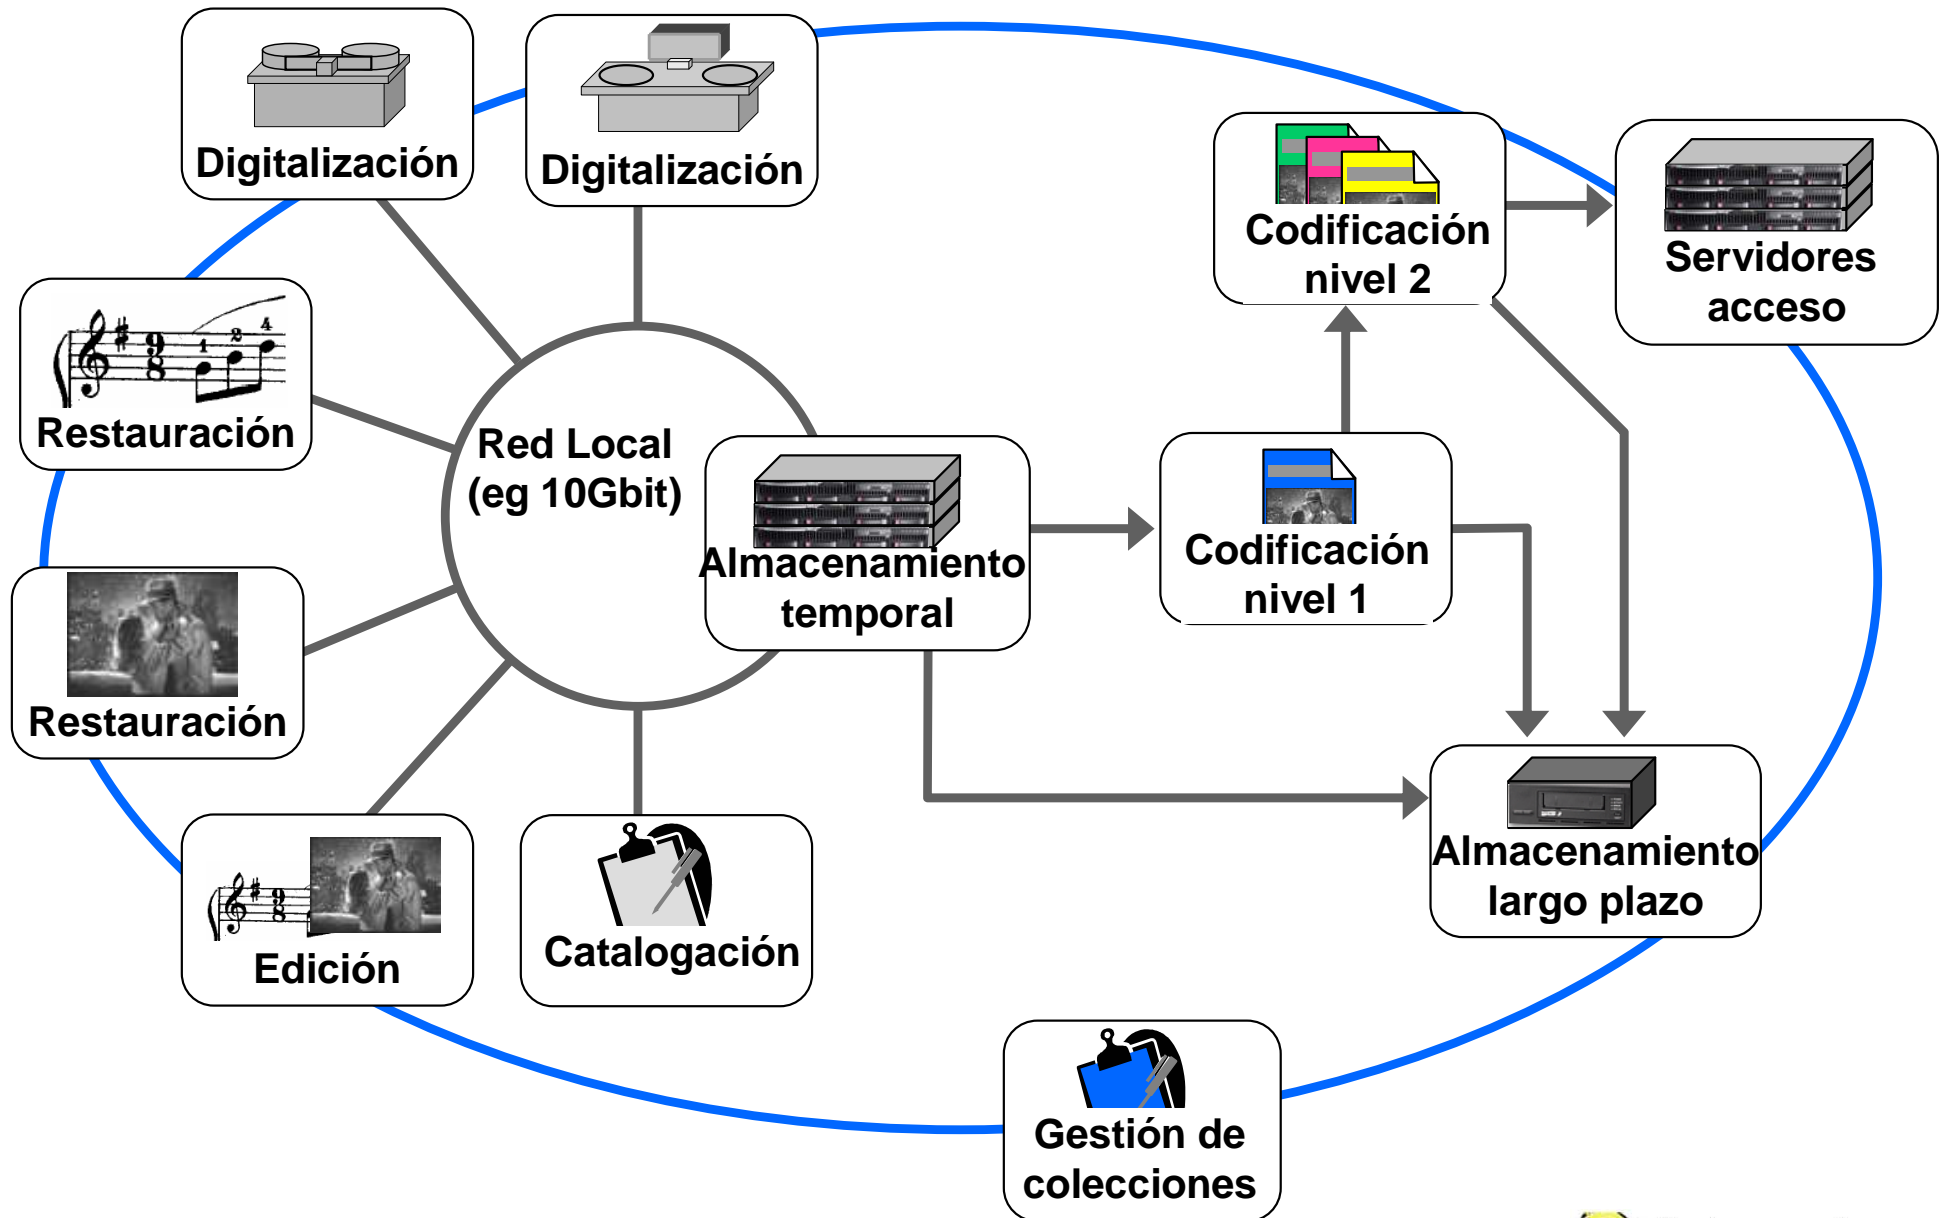 Digitalización
Digitalización
Codificación
nivel 2
Servidores
acceso
Restauración
Red Local
(eg 10Gbit)
Almacenamiento
temporal
Codificación
nivel 1
Restauración
Almacenamiento
largo plazo
Edición
Catalogación
Gestión de
colecciones